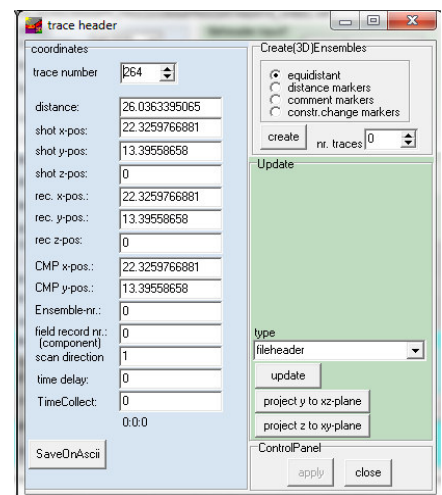 trace header
coordinates
trace number 264
distance: 26.0363395065
shot x-pos: 22.3259766881
shot y-pos: 13.39558658
shot z-pos: 0
rec. x-pos.: 22.3259766881
rec. y-pos.: 13.39558658
rec z-pos: 0
CMP x-pos.: 22.3259766881
CMP y-pos.: 13.39558658
Ensemble-nr.: 0
field record nr.: 0
(component)
scan direction 1
time delay: 0
TimeCollect: 0
0:0:0
SaveOnAscii
Create(3D)Ensembles
equidistant
distance markers
comment markers
constr.change markers
create nr. traces 0
Update
type
fileheader
update
project y to xz-plane
project z to xy-plane
ControlPanel
apply close